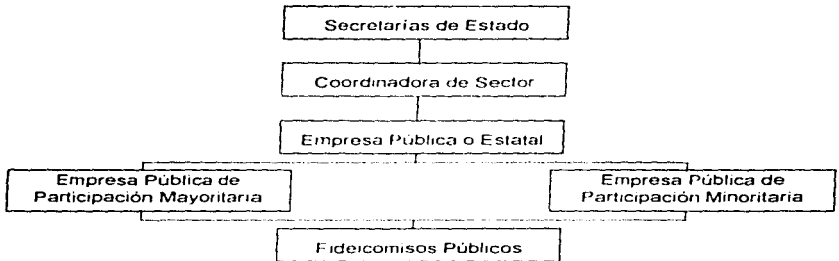 Secretarías de Estado
Coordinadora de Sector
Empresa Pública o Estatal
Empresa Pública de
Participación Mayoritaria
Empresa Pública de
Participación Minoritaria
Fideicomisos Públicos